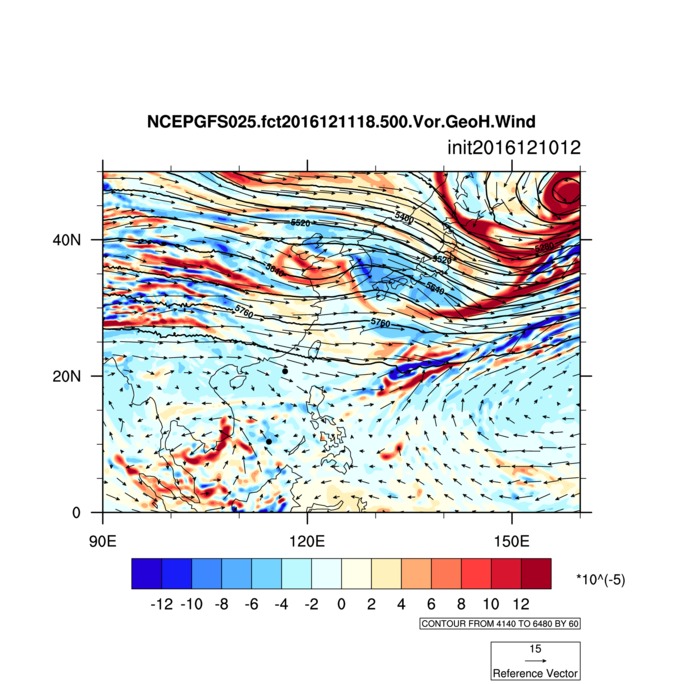 NCEPGFS025.fct2016121118.500.Vor.GeoH.Wind
init2016121012
5400
5520
5280
40N
5520
5640
5640
5760
5760
20N
0
90E 120E 150E
-12 -10 -8 -6 -4 -2 0 2 4 6 8 10 12
*10^(-5)
CONTOUR FROM 4140 TO 6480 BY 60
15
Reference Vector